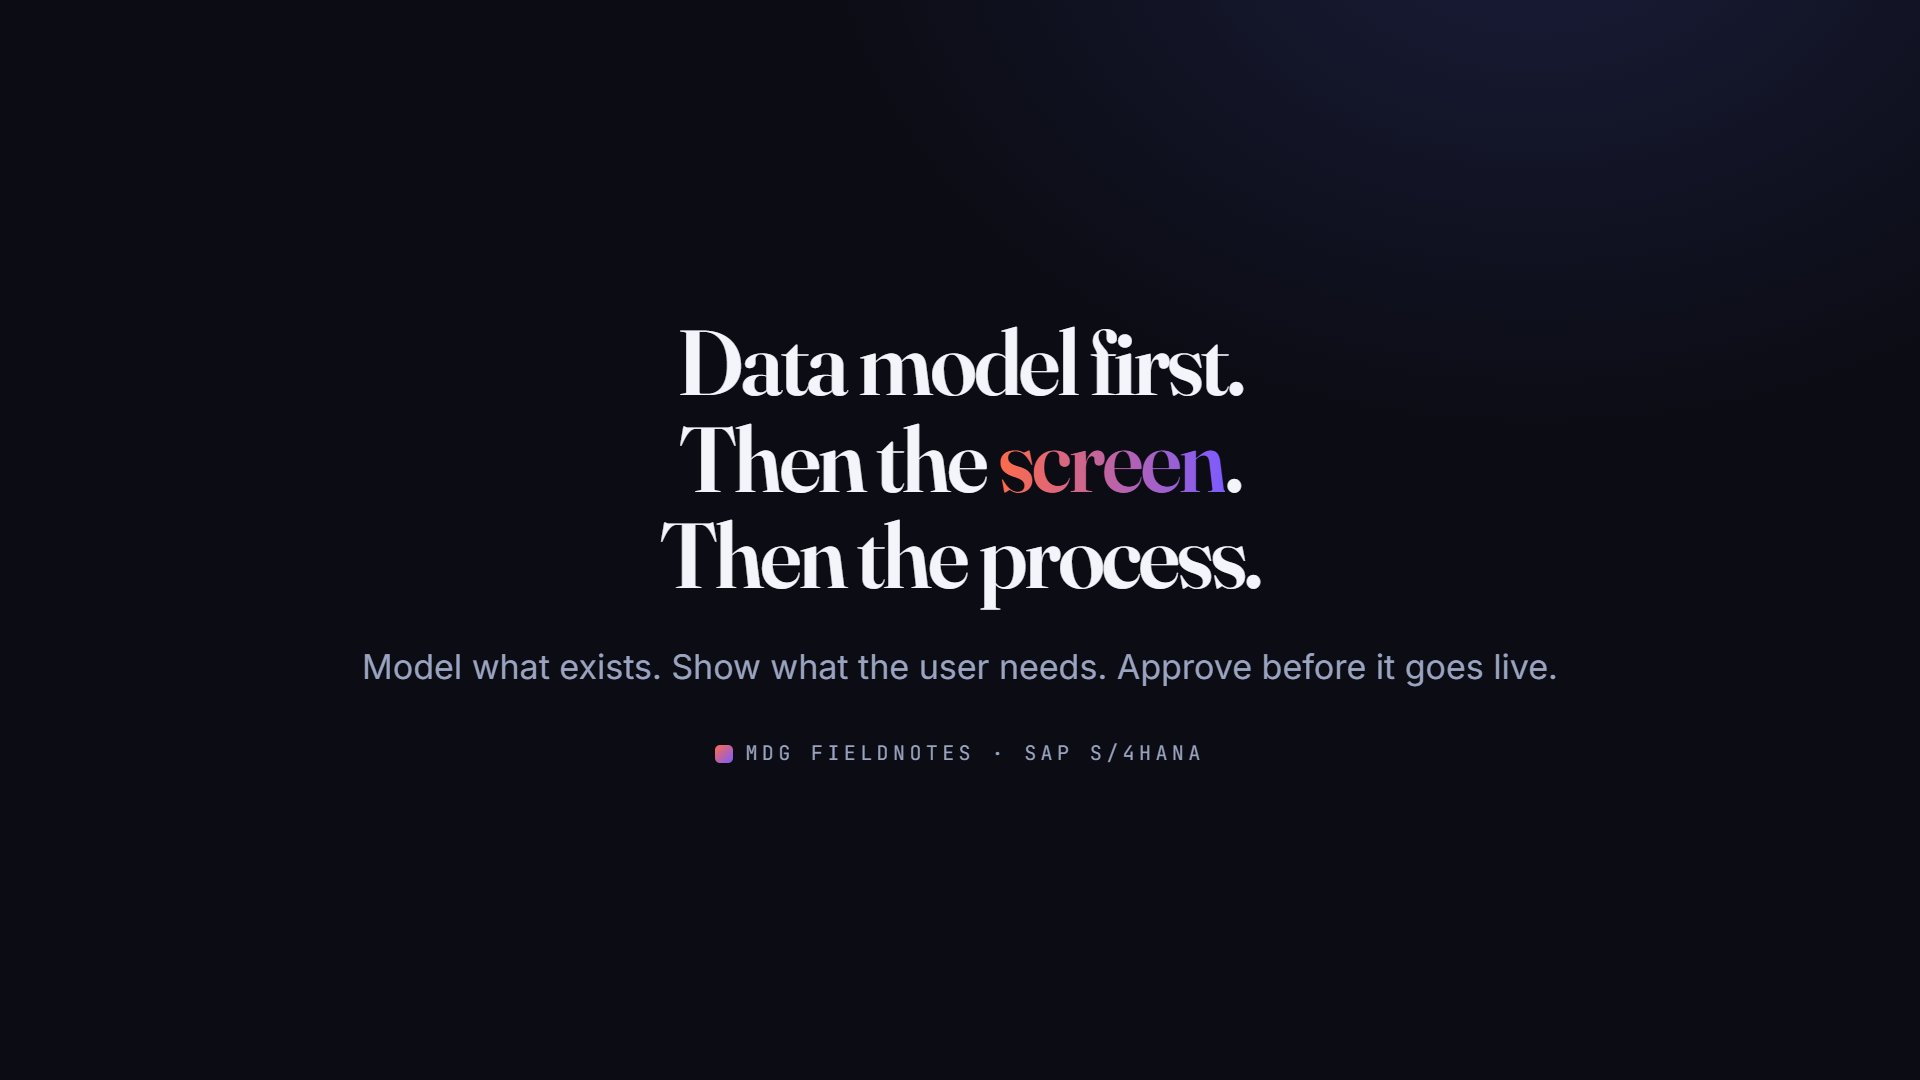 Data model first.
Then the screen.
Then the process.
Model what exists. Show what the user needs. Approve before it goes live.
MDG FIELDNOTES · SAP S/4HANA